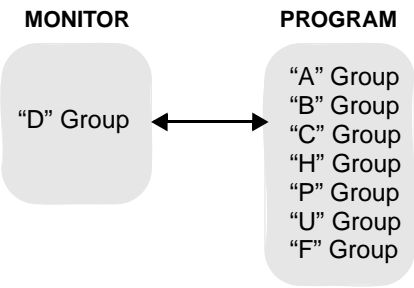 MONITOR
PROGRAM
“D” Group
“A” Group
“B” Group
“C” Group
“H” Group
“P” Group
“U” Group
“F” Group